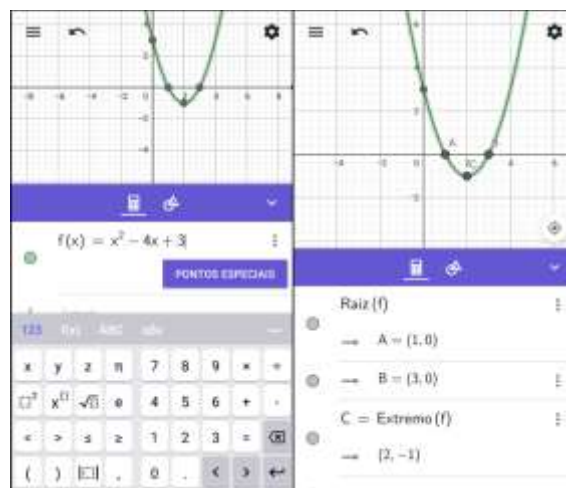 f(x) = x² − 4x + 3
PONTOS ESPECIAIS
123 f(x) ABC
x y z π 7 8 9 × ÷
e 4 5 6 + -
< > ≤ ≥ 1 2 3 =
( ) , 0 .
A
Raiz(f)
→ A = (1, 0)
→ B = (3, 0)
C = Extremo(f)
→ (2, −1)